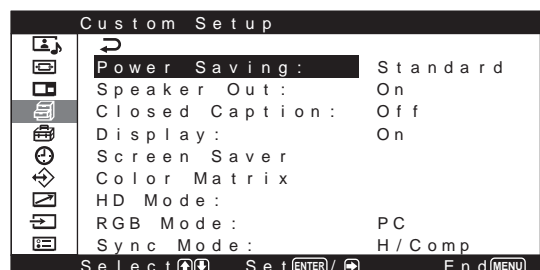 Custom Setup
Power Saving: Standard
Speaker Out: On
Closed Caption: Off
Display: On
Screen Saver
Color Matrix
HD Mode:
RGB Mode: PC
Sync Mode: H/Comp
Select Set ENTER / End MENU